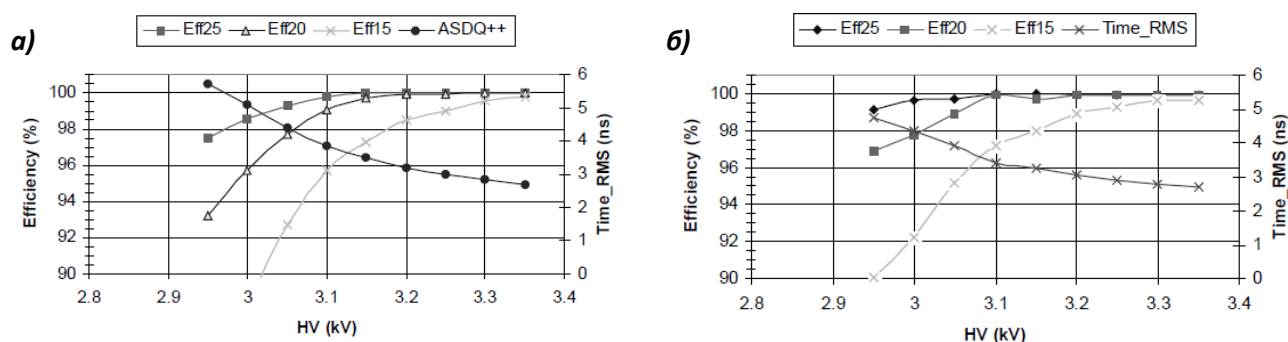 а)
Eff25 Eff20 Eff15 ASDQ++
Efficiency (%)
100
98
96
94
92
90
6
5
4
3
2
1
0
Time_RMS (ns)
2.8 2.9 3 3.1 3.2 3.3 3.4
HV (kV)
б)
Eff25 Eff20 Eff15 Time_RMS
Efficiency (%)
100
98
96
94
92
90
6
5
4
3
2
1
0
Time_RMS (ns)
2.8 2.9 3 3.1 3.2 3.3 3.4
HV (kV)